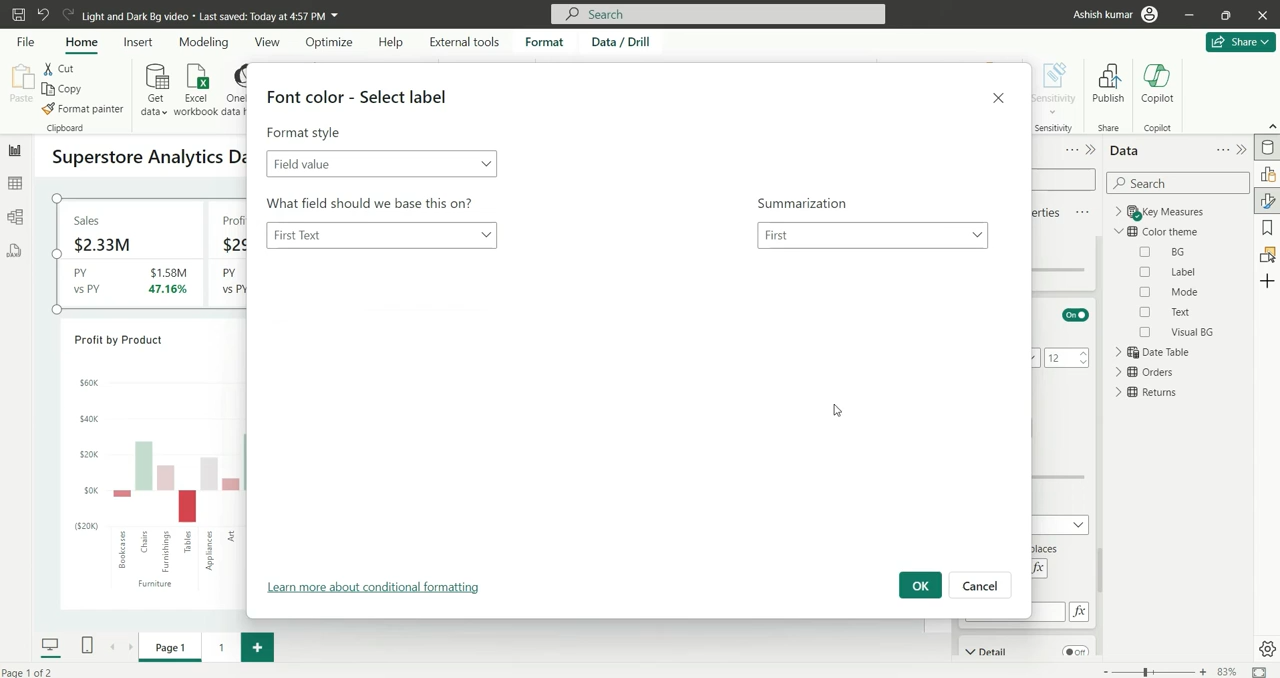 Light and Dark Bg video • Last saved: Today at 4:57 PM
Search
Ashish kumar
File
Home
Insert
Modeling
View
Optimize
Help
External tools
Format
Data / Drill
Share
Paste
Cut
Copy
Format painter
Clipboard
Get data
Excel workbook
Sensitivity
Sensitivity
Publish
Share
Copilot
Copilot
Font color - Select label
Format style
Field value
What field should we base this on?
First Text
Summarization
First
Learn more about conditional formatting
OK
Cancel
Superstore Analytics
Sales
$2.33M
PY
$1.58M
vs PY
47.16%
PY
Profit by Product
$60K
$40K
$20K
$0K
($20K)
Bookcases
Chairs
Furnishings
Tables
Appliances
Art
Furniture
On
12
fx
fx
Detail
Off
Data
Search
Key Measures
Color theme
BG
Label
Mode
Text
Visual BG
Date Table
Orders
Returns
Page 1
1
Page 1 of 2
83%